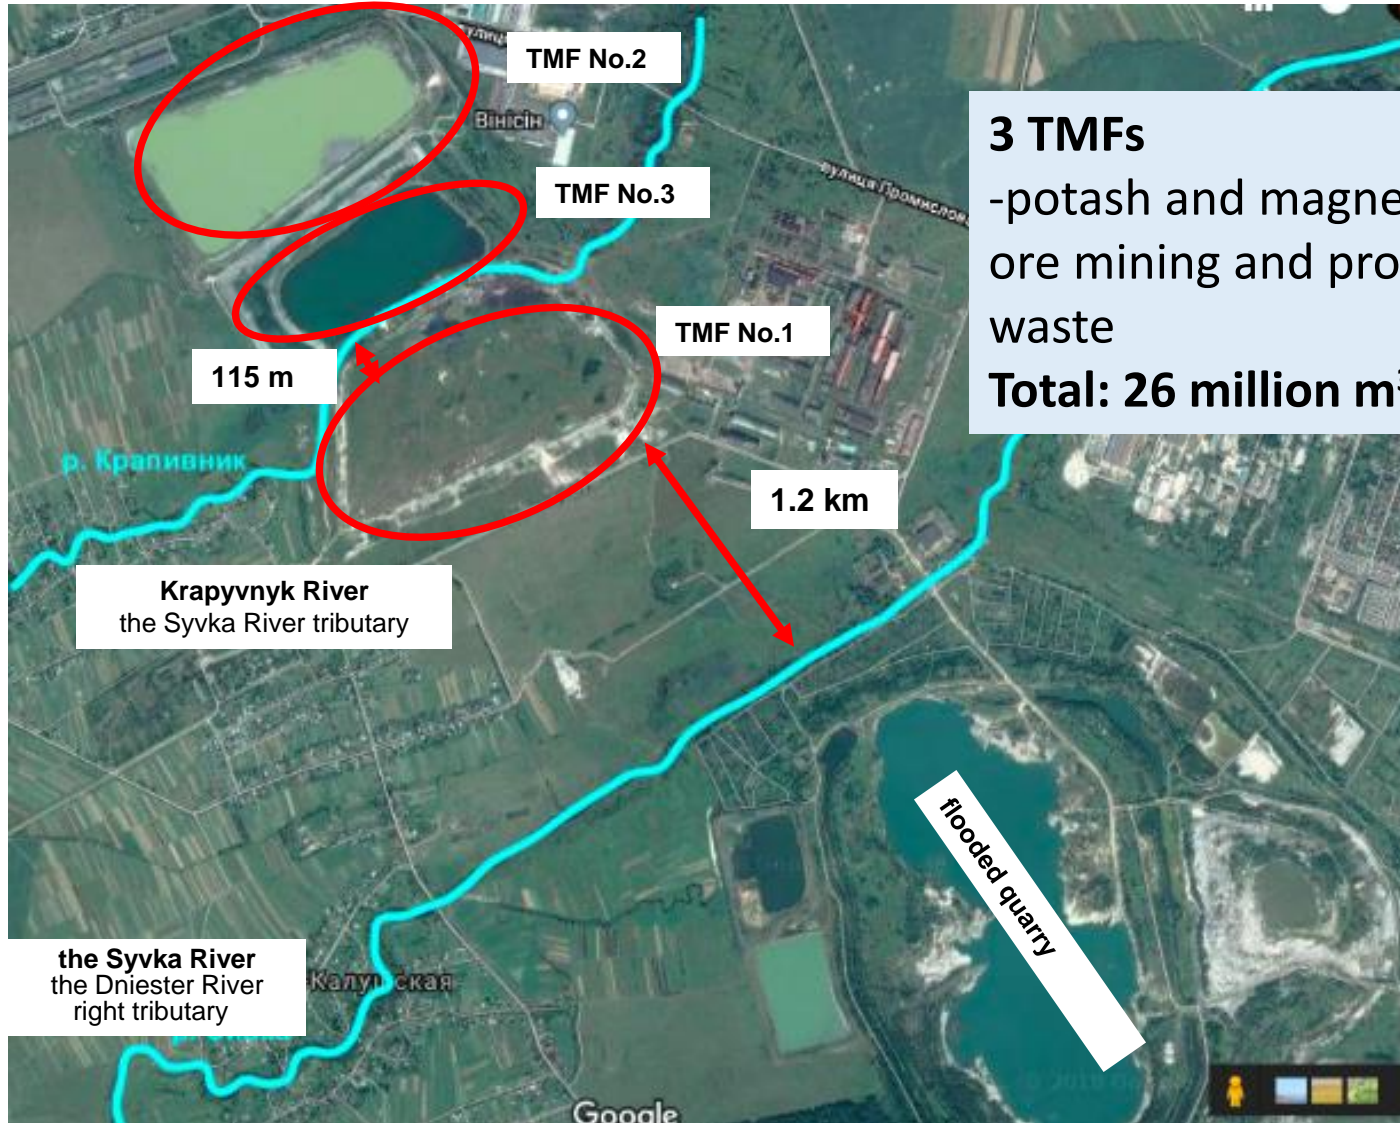 TMF No.2
Вінісін
TMF No.3
вулиця Промислова
3 TMFs
-potash and magne
ore mining and pro
waste
Total: 26 million m³
TMF No.1
115 m
р. Крапивник
1.2 km
Krapyvnyk River
the Syvka River tributary
flooded quarry
the Syvka River
the Dniester River
right tributary
Калушская
Google